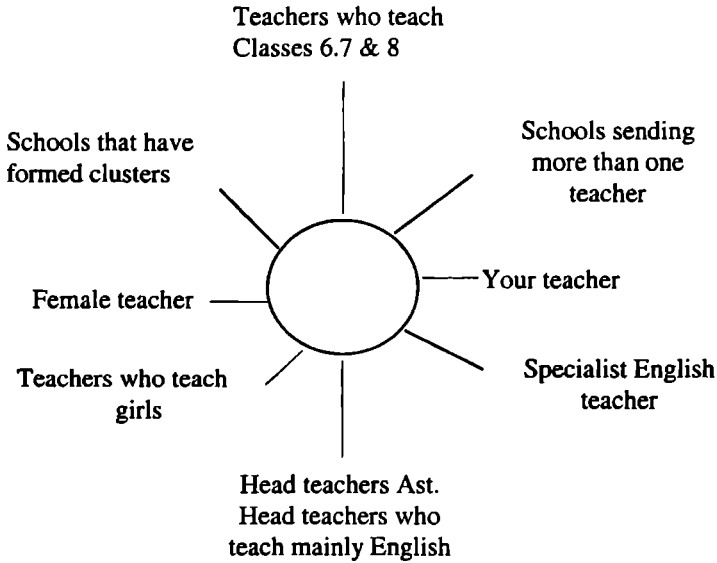 Teachers who teach
Classes 6.7 & 8
Schools that have
formed clusters
Schools sending
more than one
teacher
Female teacher
Your teacher
Teachers who teach
girls
Specialist English
teacher
Head teachers Ast.
Head teachers who
teach mainly English